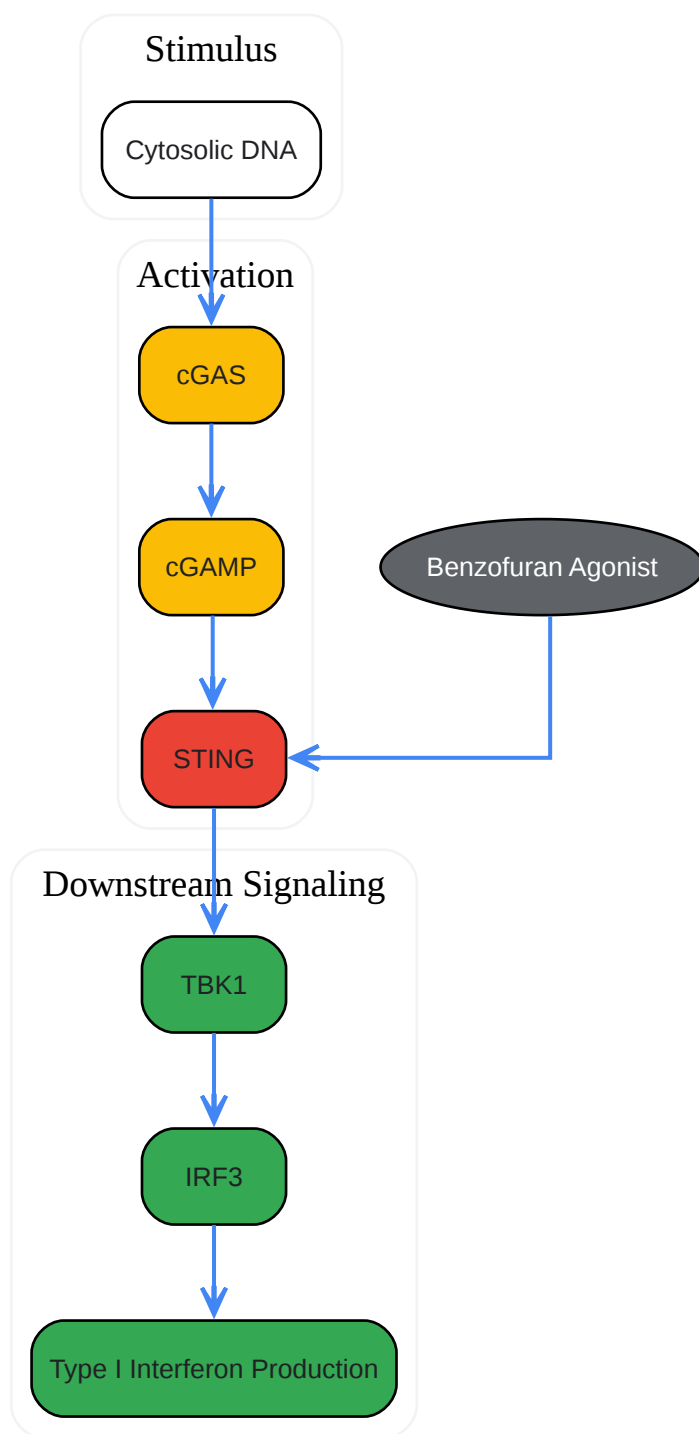 Stimulus
Cytosolic DNA
Activation
cGAS
cGAMP
Benzofuran Agonist
STING
Downstream Signaling
TBK1
IRF3
Type I Interferon Production